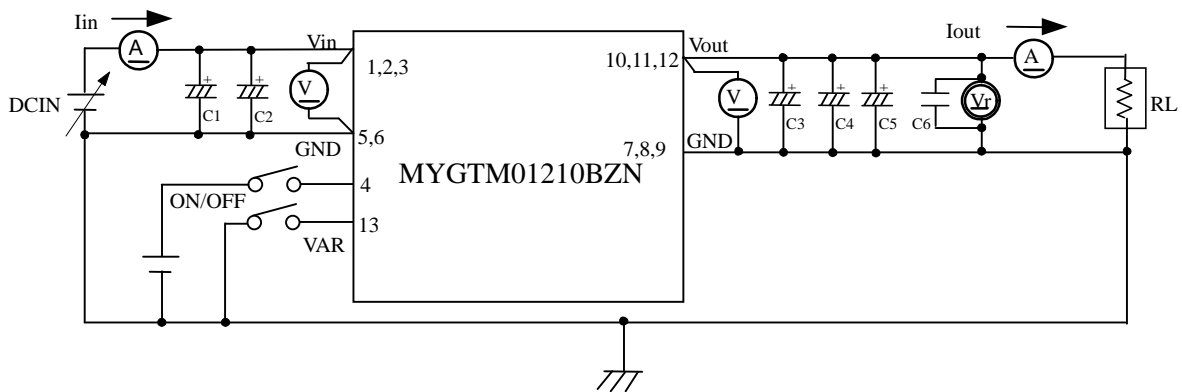 Iin
Iout
A
Vin
Vout
A
1,2,3
10,11,12
V
V
Vr
DCIN
+
+
+
+
+
RL
C1
C2
C3
C4
C5
C6
5,6
GND
7,8,9
GND
MYGTM01210BZN
ON/OFF
4
13
VAR